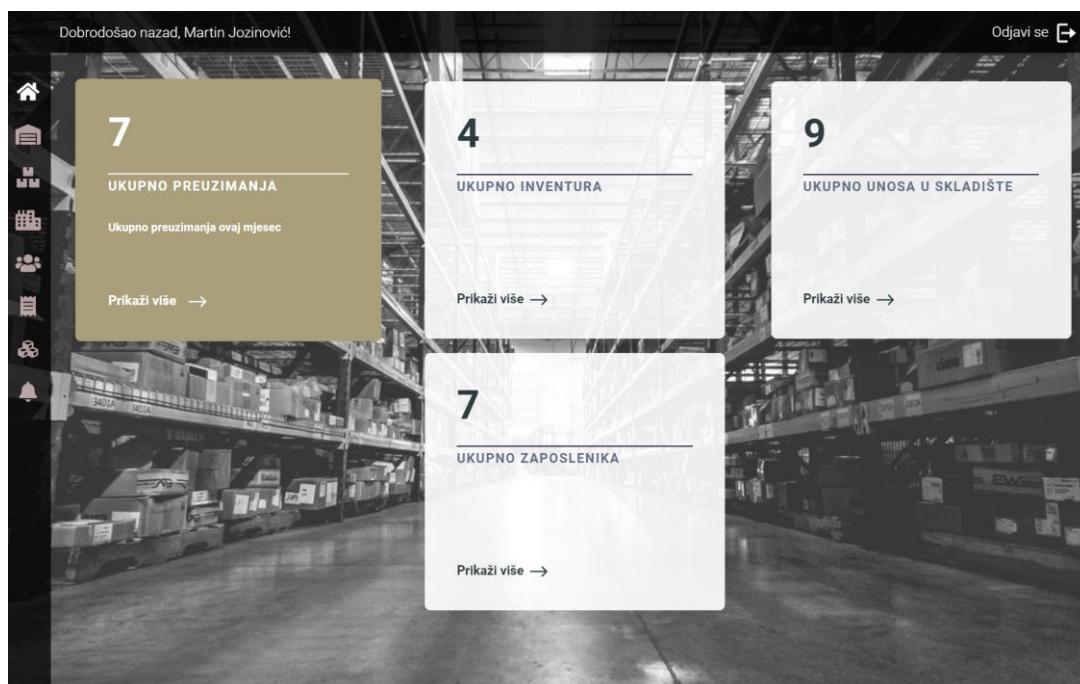 Dobrodošao nazad, Martin Jozinović!
Odjavi se
7
UKUPNO PREUZIMANJA
Ukupno preuzimanja ovaj mjesec
Prikaži više
4
UKUPNO INVENTURA
Prikaži više
9
UKUPNO UNOSA U SKLADIŠTE
Prikaži više
7
UKUPNO ZAPOSLENIKA
Prikaži više
3401A